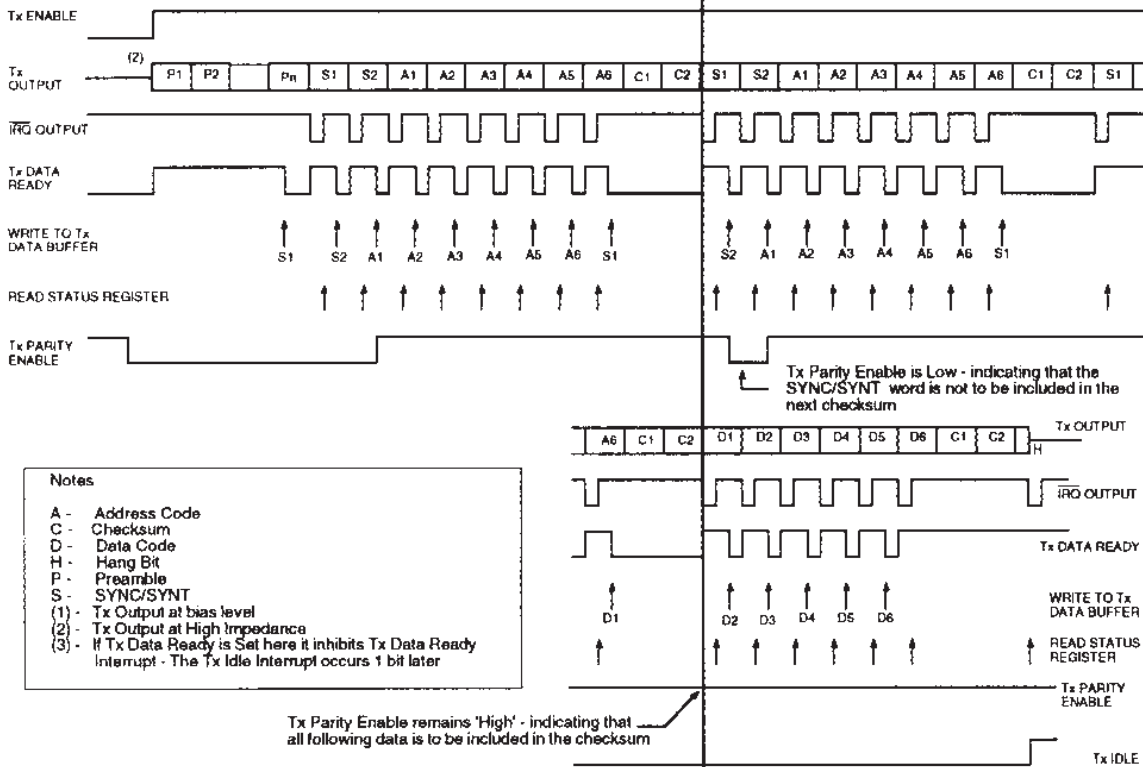 Tx ENABLE
(2)
Tx OUTPUT
P1 P2 Pn S1 S2 A1 A2 A3 A4 A5 A6 C1 C2 S1 S2 A1 A2 A3 A4 A5 A6 C1 C2 S1
IRQ OUTPUT
Tx DATA READY
WRITE TO Tx DATA BUFFER
S1 S2 A1 A2 A3 A4 A5 A6 S1 S2 A1 A2 A3 A4 A5 A6 S1
READ STATUS REGISTER
Tx PARITY ENABLE
Tx Parity Enable is Low - indicating that the
SYNC/SYNT word is not to be included in the
next checksum
Tx OUTPUT
A6 C1 C2 D1 D2 D3 D4 D5 D6 C1 C2 H
IRQ OUTPUT
Tx DATA READY
WRITE TO Tx DATA BUFFER
D1 D2 D3 D4 D5 D6
READ STATUS REGISTER
Tx PARITY ENABLE
Tx Parity Enable remains 'High' - indicating that
all following data is to be included in the checksum
Tx IDLE
Notes
A - Address Code
C - Checksum
D - Data Code
H - Hang Bit
P - Preamble
S - SYNC/SYNT
(1) - Tx Output at bias level
(2) - Tx Output at High Impedance
(3) - If Tx Data Ready is Set here it inhibits Tx Data Ready
Interrupt - The Tx Idle Interrupt occurs 1 bit later